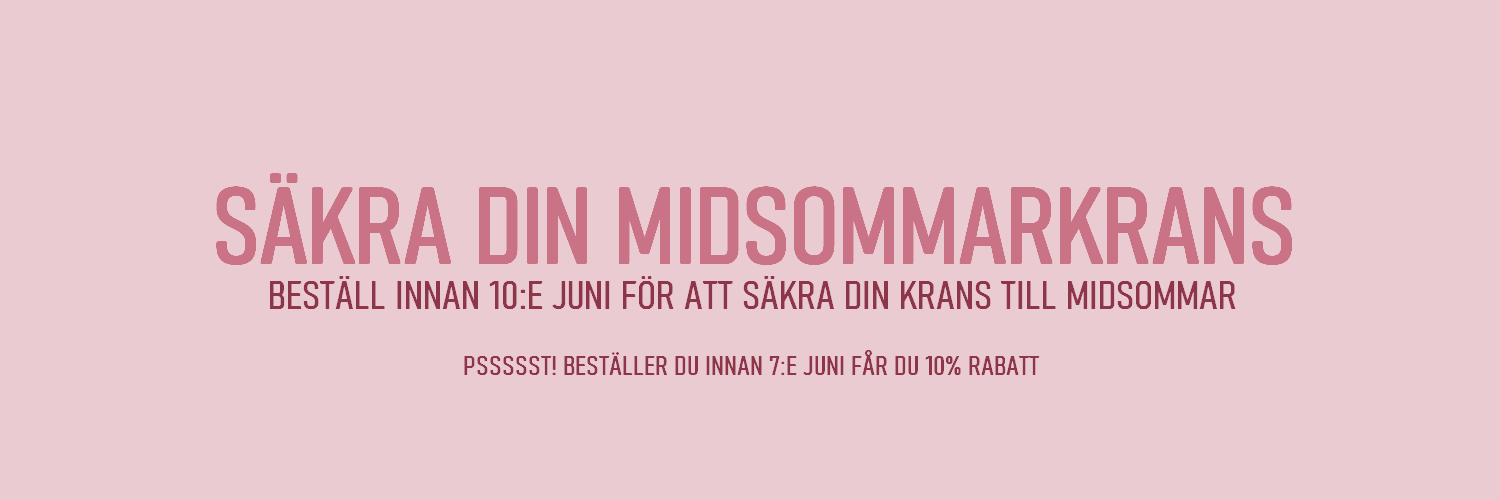 SÄKRA DIN MIDSOMMARKRANS
BESTÄLL INNAN 10:E JUNI FÖR ATT SÄKRA DIN KRANS TILL MIDSOMMAR
PSSSSST! BESTÄLLER DU INNAN 7:E JUNI FÅR DU 10% RABATT